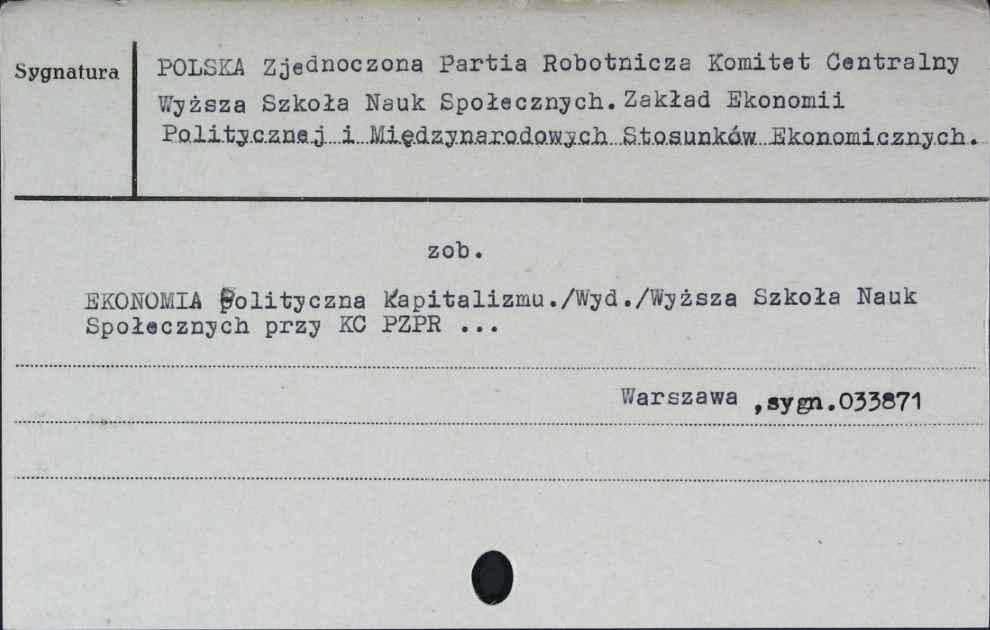 Sygnatura
POLSKA Zjednoczona Partia Robotnicza Komitet Centralny
Wyższa Szkoła Nauk Społecznych. Zakład Ekonomii
Politycznej i Międzynarodowych Stosunków Ekonomicznych.
zob.
EKONOMIA Polityczna Kapitalizmu./Wyd./Wyższa Szkoła Nauk
Społecznych przy KC PZPR ...
Warszawa ,sygn.033871